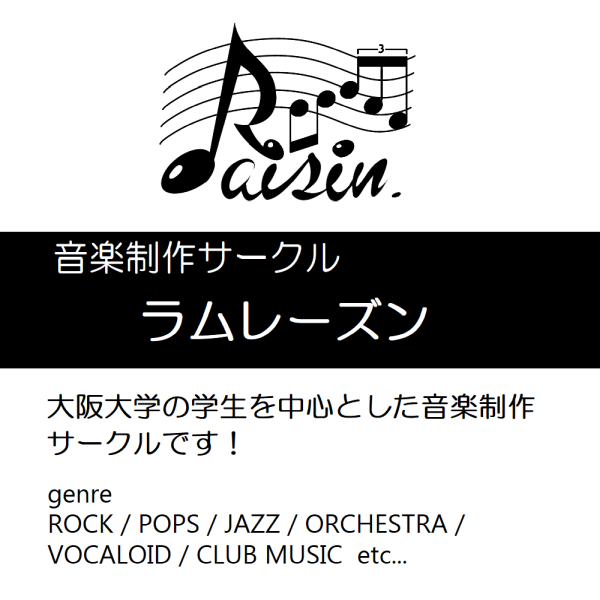 Raisin.
3
音楽制作サークル
ラムレーズン
大阪大学の学生を中心とした音楽制作
サークルです！
genre
ROCK / POPS / JAZZ / ORCHESTRA /
VOCALOID / CLUB MUSIC etc...